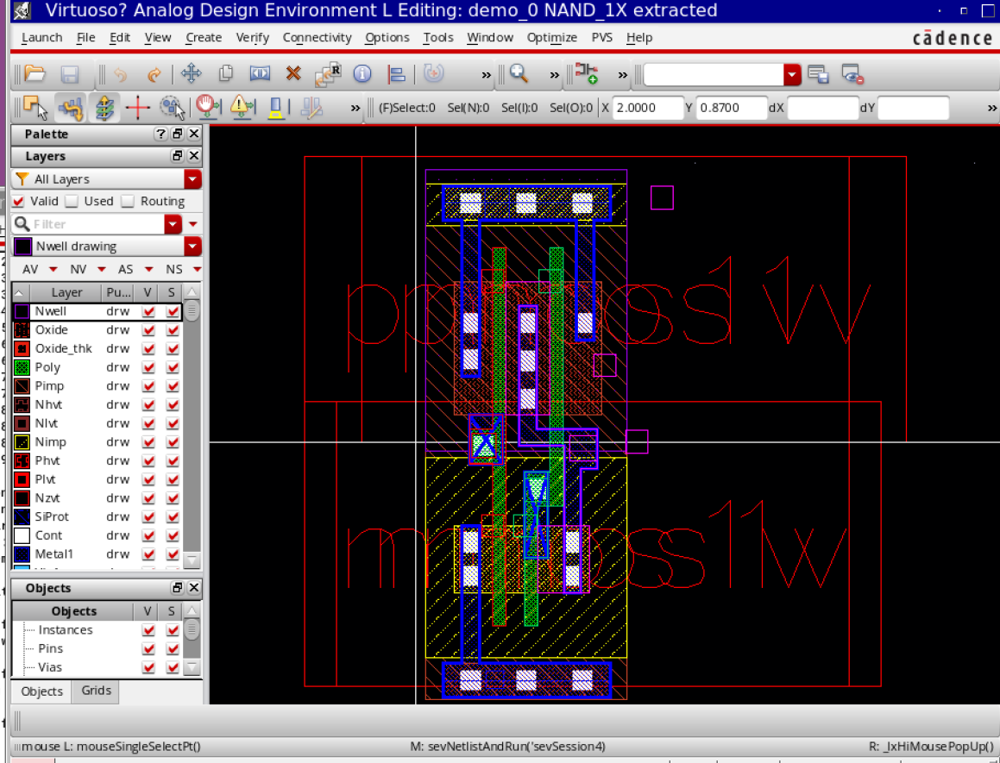 Virtuoso? Analog Design Environment L Editing: demo_0 NAND_1X extracted
Launch File Edit View Create Verify Connectivity Options Tools Window Optimize PVS Help
cādence
(F)Select:0 Sel(N):0 Sel(I):0 Sel(O):0 X 2.0000 Y 0.8700 dX dY
Palette
Layers
All Layers
Valid Used Routing
Filter
Nwell drawing
AV NV AS NS
Layer Pu... V S
Nwell drw
Oxide drw
Oxide_thk drw
Poly drw
Pimp drw
Nhvt drw
Nlvt drw
Nimp drw
Phvt drw
Plvt drw
Nzvt drw
SiProt drw
Cont drw
Metal1 drw
Objects
Objects V S
Instances
Pins
Vias
Objects Grids
mouse L: mouseSingleSelectPt() M: sevNetlistAndRun('sevSession4) R: _lxHiMousePopUp()